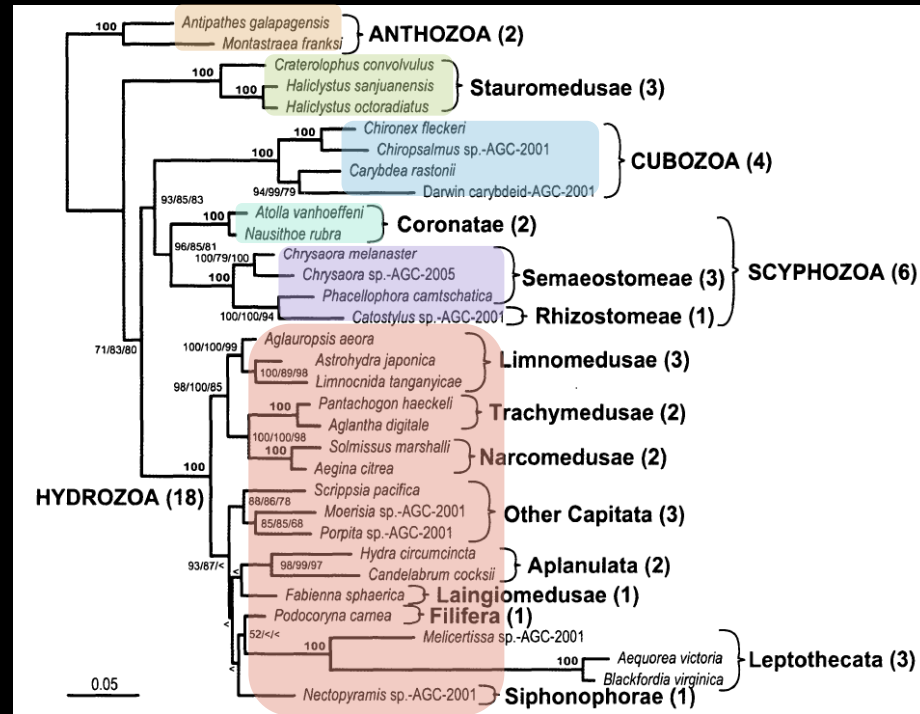 100 Antipathes galapagensis
Montastraea franksi
ANTHOZOA (2)
100 Craterolophus convolvulus
100 Haliclystus sanjuanensis
Haliclystus octoradiatus
Stauromedusae (3)
100 100 Chironex fleckeri
Chiropsalmus sp.-AGC-2001
Carybdea rastonii
94/99/79 Darwin carybdeid-AGC-2001
CUBOZOA (4)
93/85/83
100 Atolla vanhoeffeni
Nausithoe rubra
Coronatae (2)
96/85/81
100/79/100 Chrysaora melanaster
100 Chrysaora sp.-AGC-2005
Phacellophora camtschatica
Semaeostomeae (3)
100/100/94 Catostylus sp.-AGC-2001
Rhizostomeae (1)
SCYPHOZOA (6)
71/83/80
100/100/99 Aglauropsis aeora
Astrohydra japonica
100/89/98 Limnocnida tanganyicae
Limnomedusae (3)
98/100/85
100 Pantachogon haeckeli
Aglantha digitale
Trachymedusae (2)
100/100/98
100 Solmissus marshalli
Aegina citrea
Narcomedusae (2)
100
HYDROZOA (18)
88/86/78 Scrippsia pacifica
Moerisia sp.-AGC-2001
85/85/68 Porpita sp.-AGC-2001
Other Capitata (3)
93/87/<
98/99/97 Hydra circumcincta
Candelabrum cocksii
Aplanulata (2)
<
Fabienna sphaerica
Laingiomedusae (1)
<
Podocoryna carnea
Filifera (1)
52/</<
100 Melicertissa sp.-AGC-2001
100 Aequorea victoria
Blackfordia virginica
Leptothecata (3)
<
Nectopyramis sp.-AGC-2001
Siphonophorae (1)
0.05